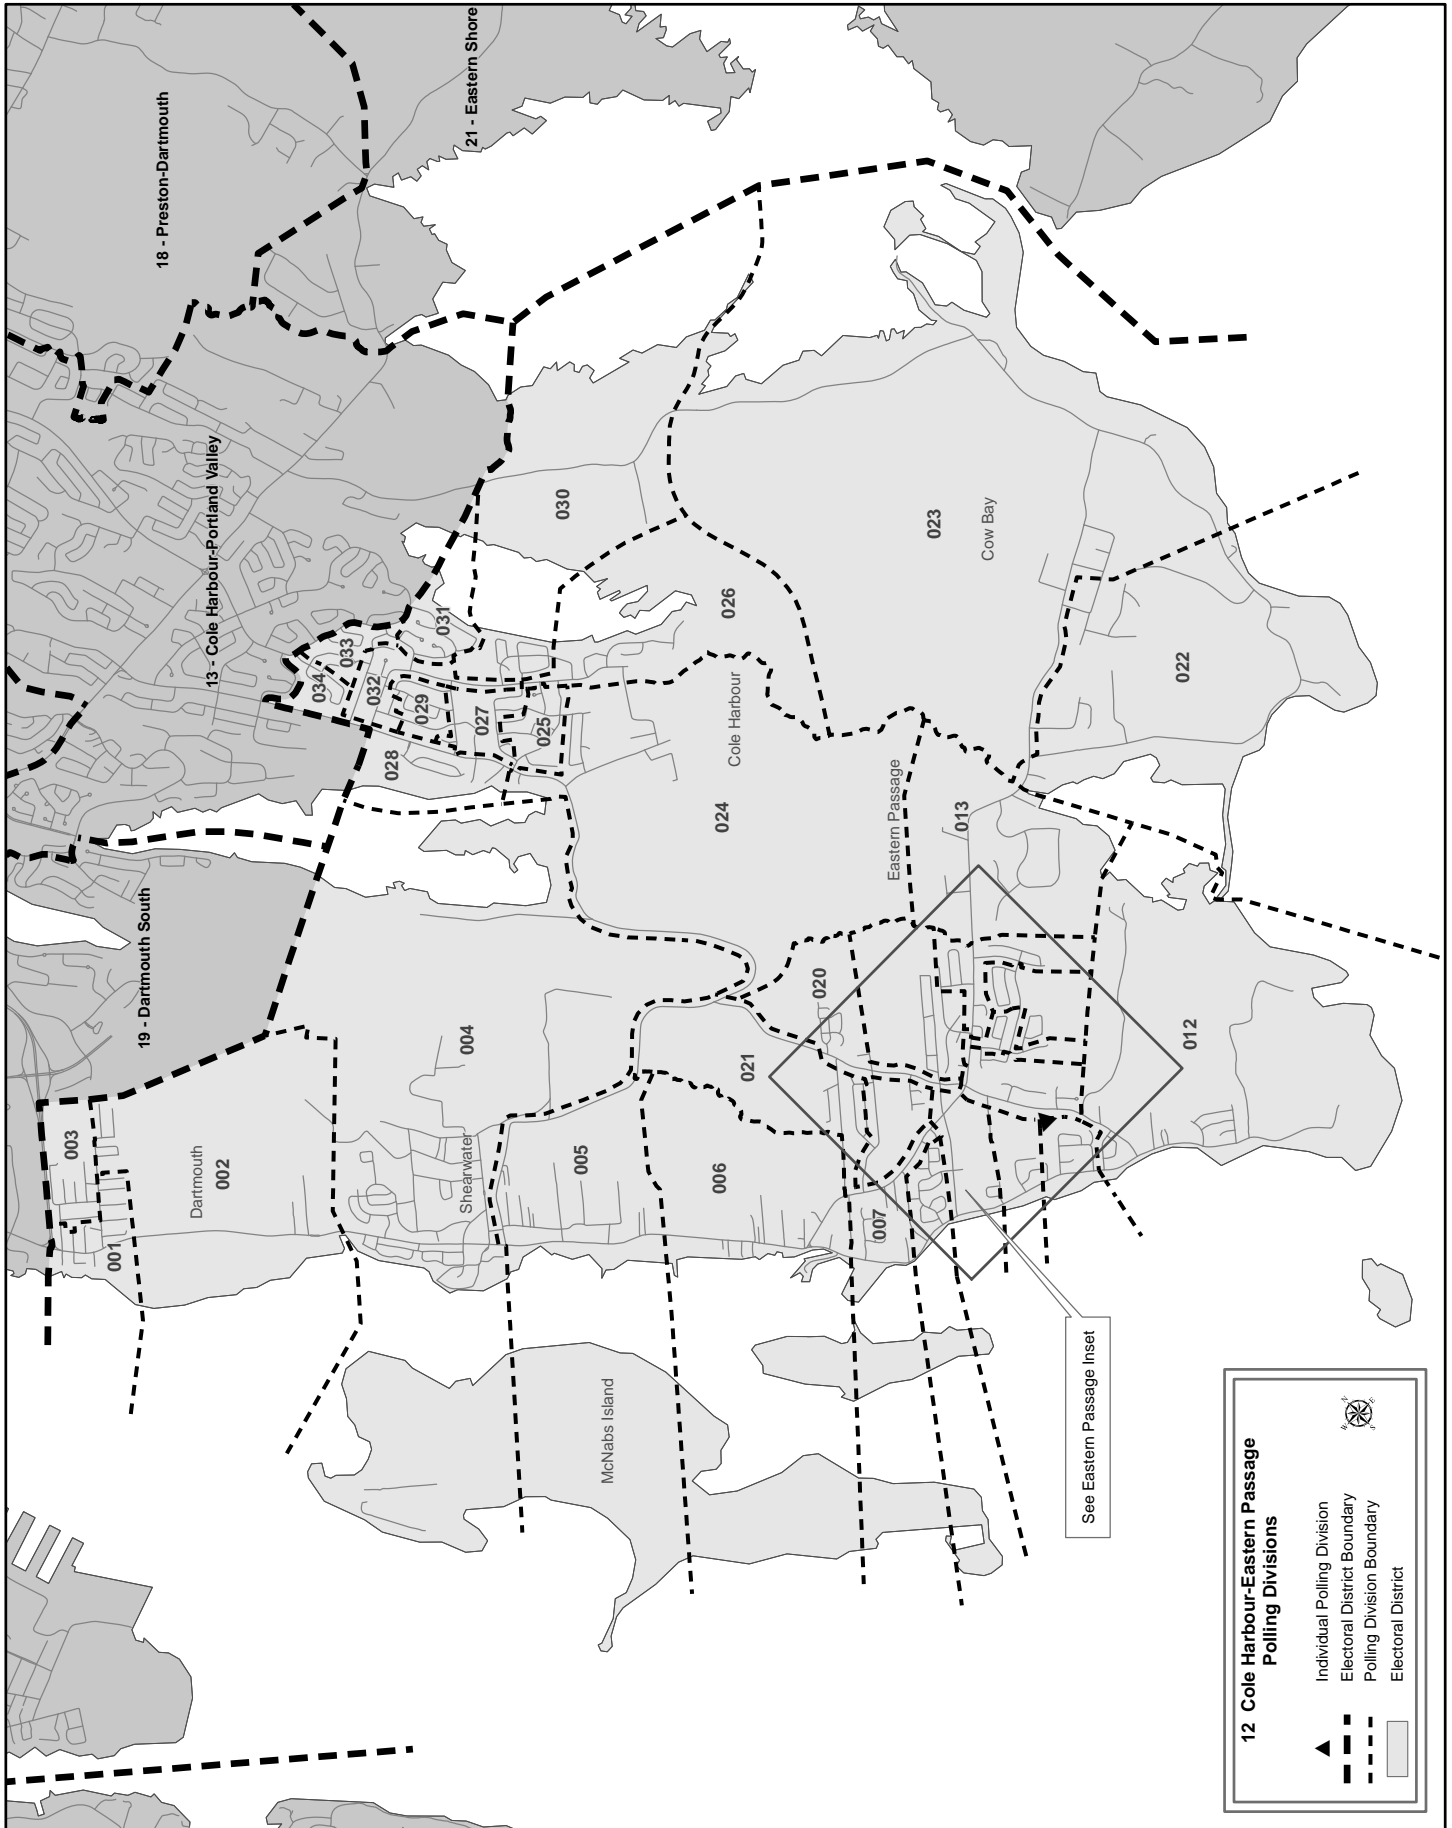 18 - Preston-Dartmouth
21 - Eastern Shore
13 - Cole Harbour-Portland Valley
19 - Dartmouth South
003
001
Dartmouth
002
004
Shearwater
005
006
007
021
020
McNabs Island
034
033
032
031
029
028
027
025
030
026
Cole Harbour
024
Eastern Passage
013
023
Cow Bay
022
012
See Eastern Passage Inset
12 Cole Harbour-Eastern Passage
Polling Divisions
Individual Polling Division
Electoral District Boundary
Polling Division Boundary
Electoral District
N
E
S
W